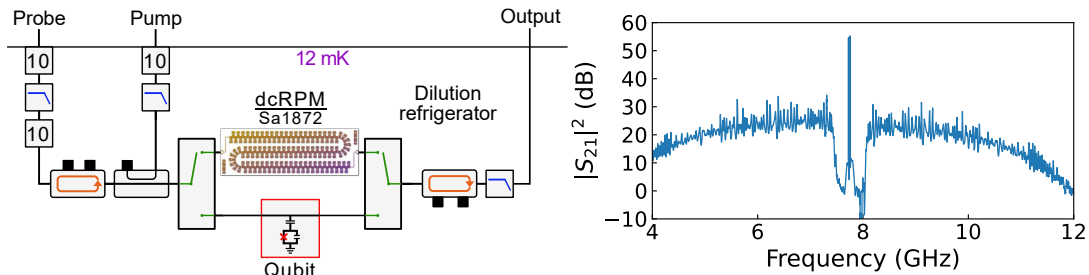 Probe
Pump
Output
12 mK
10
10
10
dcRPM
Sa1872
Dilution
refrigerator
Qubit
|S21|² (dB)
60
50
40
30
20
10
0
−10
4
6
8
10
12
Frequency (GHz)